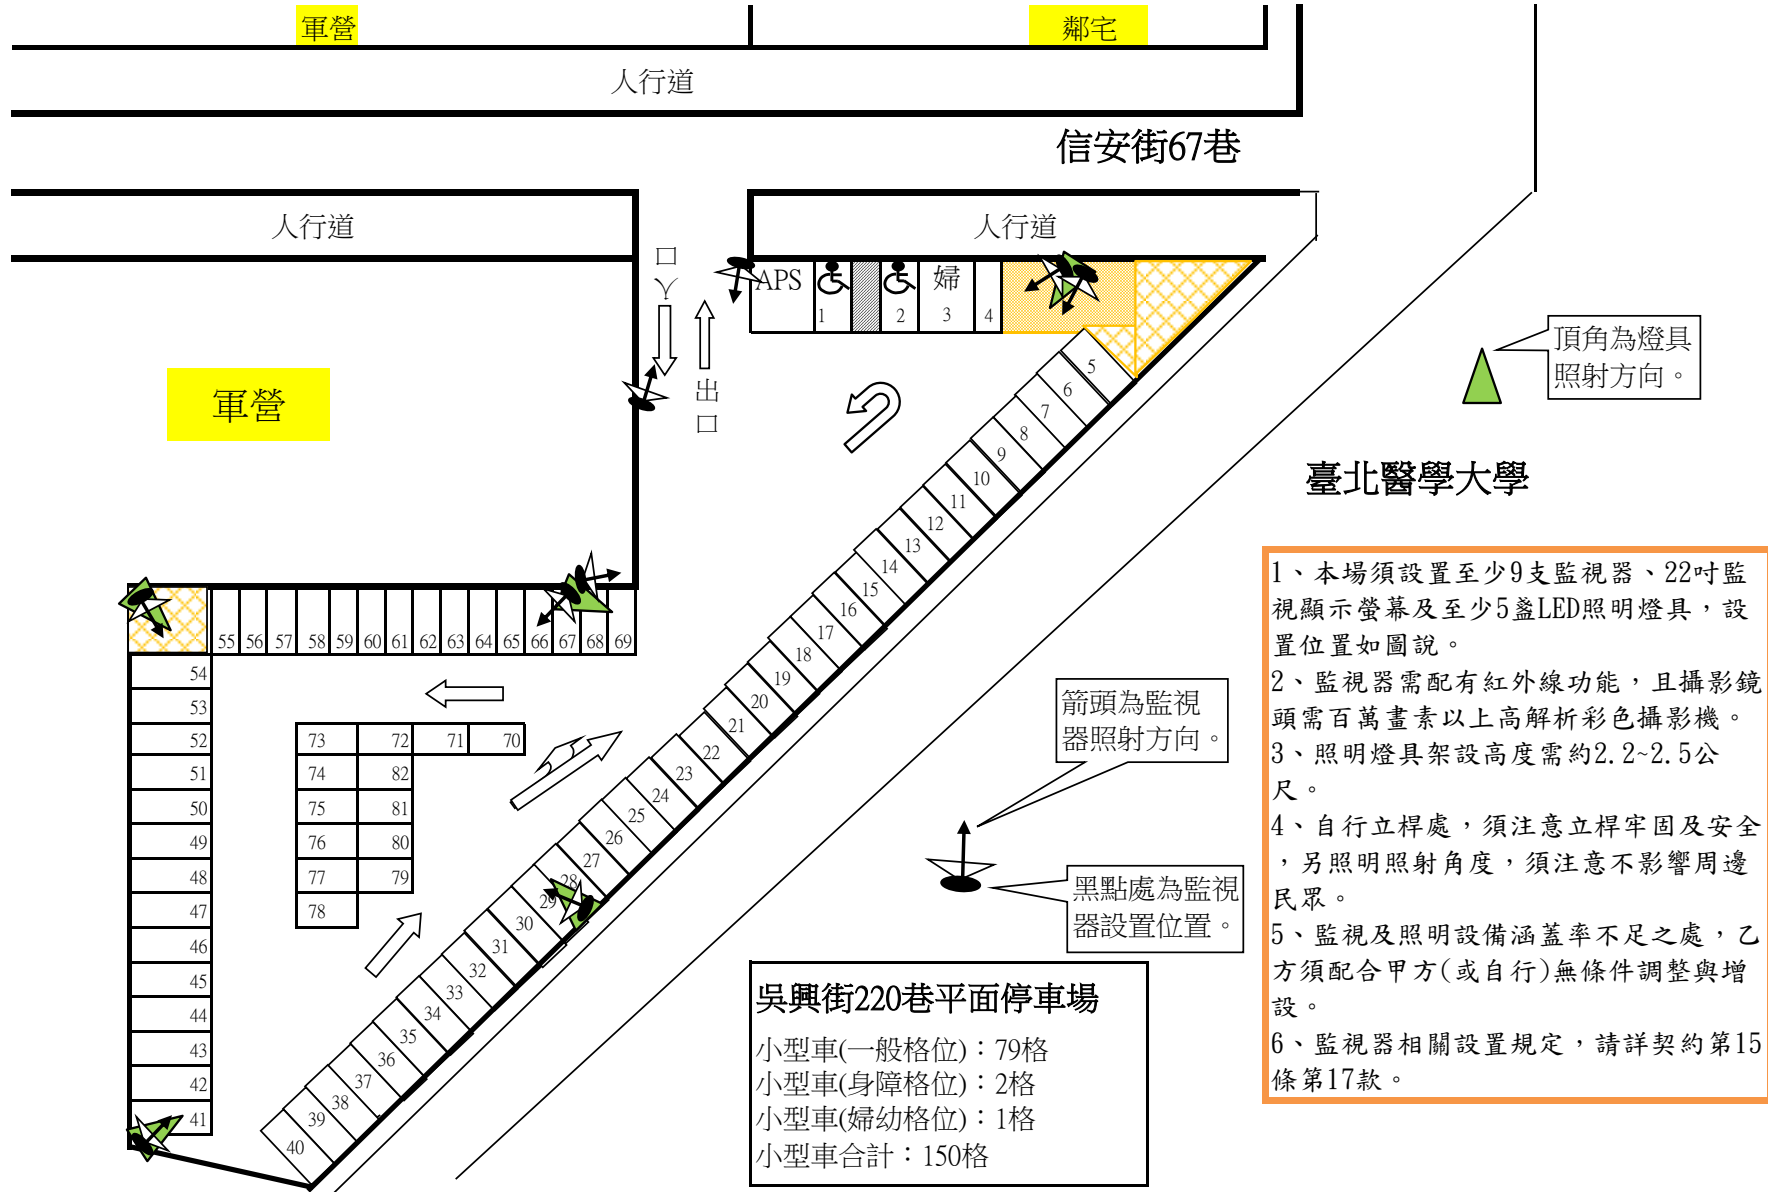 軍營
鄰宅
人行道
信安街67巷
人行道
人行道
入口
出口
APS
1
2
婦
3
4
5
6
7
8
9
10
11
12
13
14
15
16
17
18
19
20
21
22
23
24
25
26
27
28
29
30
31
32
33
34
35
36
37
38
39
40
軍營
頂角為燈具
照射方向。
臺北醫學大學
55 56 57 58 59 60 61 62 63 64 65 66 67 68 69
54
53
52
51
50
49
48
47
46
45
44
43
42
41
73 72 71 70
74 82
75 81
76 80
77 79
78
箭頭為監視
器照射方向。
黑點處為監視
器設置位置。
1、本場須設置至少9支監視器、22吋監
視顯示螢幕及至少5盞LED照明燈具，設
置位置如圖說。
2、監視器需配有紅外線功能，且攝影鏡
頭需百萬畫素以上高解析彩色攝影機。
3、照明燈具架設高度需約2.2~2.5公
尺。
4、自行立桿處，須注意立桿牢固及安全
，另照明照射角度，須注意不影響周邊
民眾。
5、監視及照明設備涵蓋率不足之處，乙
方須配合甲方(或自行)無條件調整與增
設。
6、監視器相關設置規定，請詳契約第15
條第17款。
吳興街220巷平面停車場
小型車(一般格位)：79格
小型車(身障格位)：2格
小型車(婦幼格位)：1格
小型車合計：150格